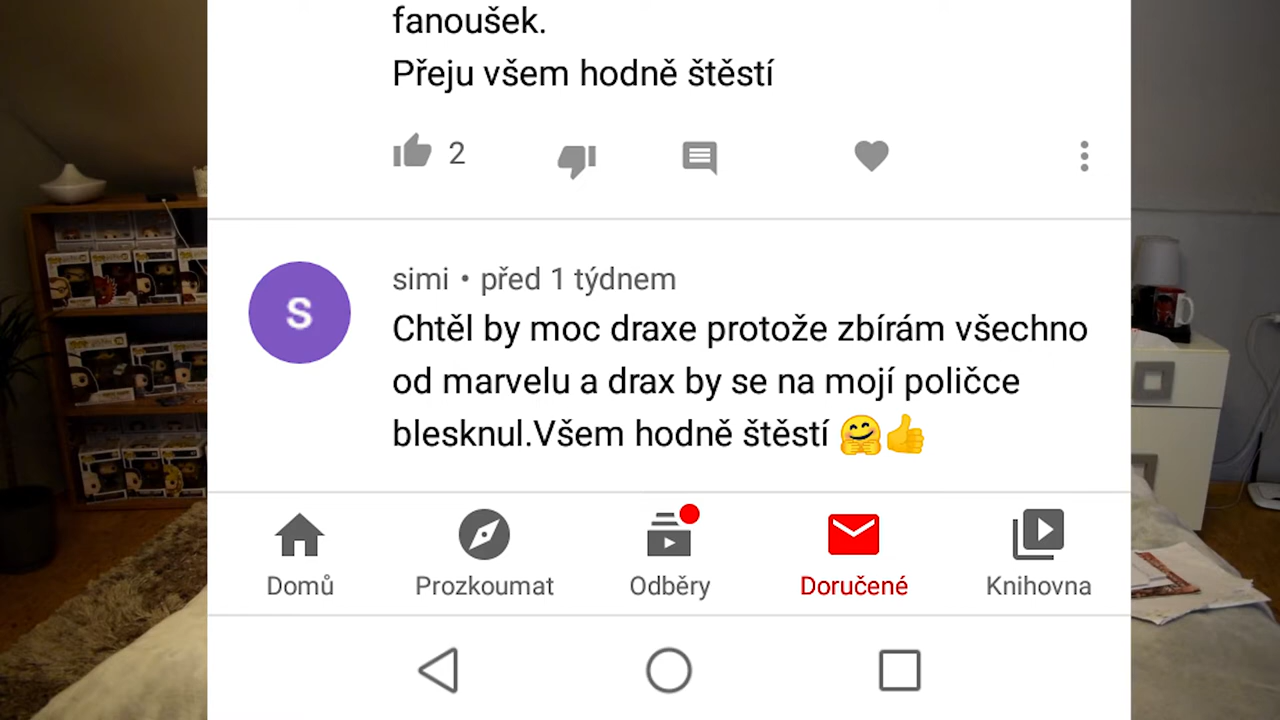 fanoušek.
Přeju všem hodně štěstí
2
simi • před 1 týdnem
Chtěl by moc draxe protože zbírám všechno
od marvelu a drax by se na mojí poličce
blesknul.Všem hodně štěstí 🤗👍
S
Domů
Prozkoumat
Odběry
Doručené
Knihovna